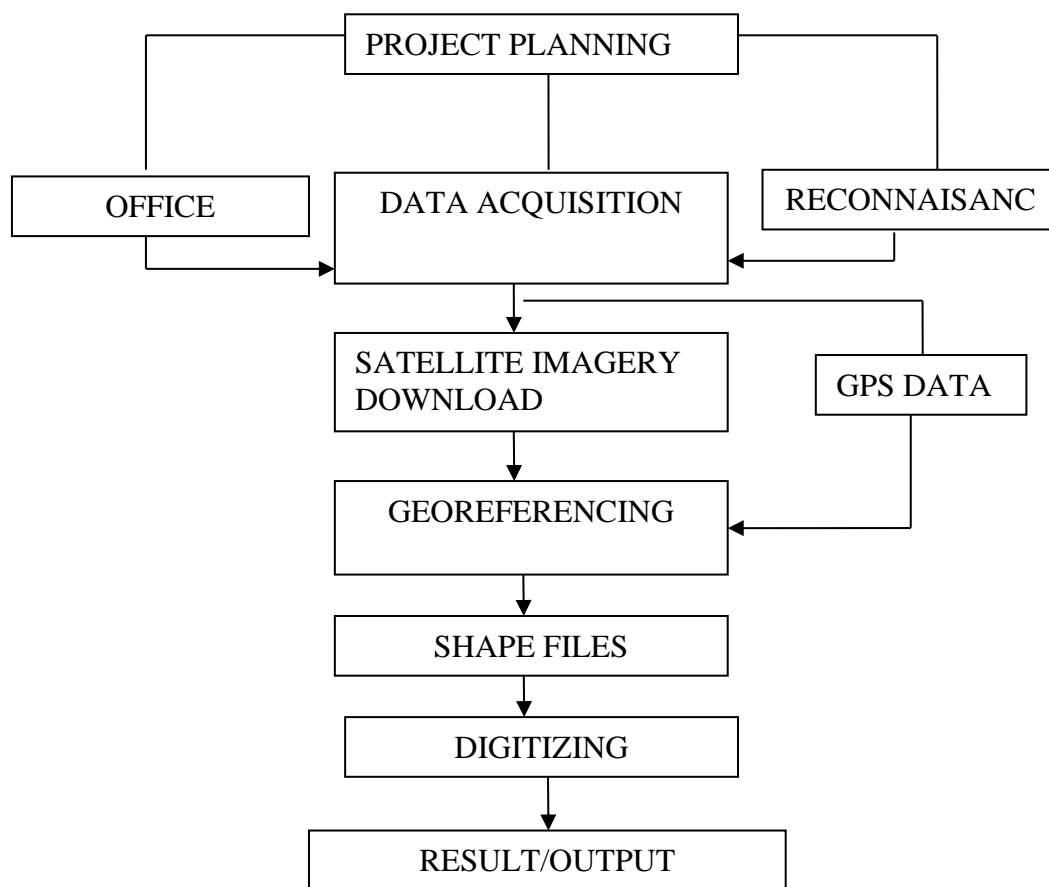 PROJECT PLANNING
OFFICE
DATA ACQUISITION
RECONNAISANC
SATELLITE IMAGERY
DOWNLOAD
GPS DATA
GEOREFERENCING
SHAPE FILES
DIGITIZING
RESULT/OUTPUT